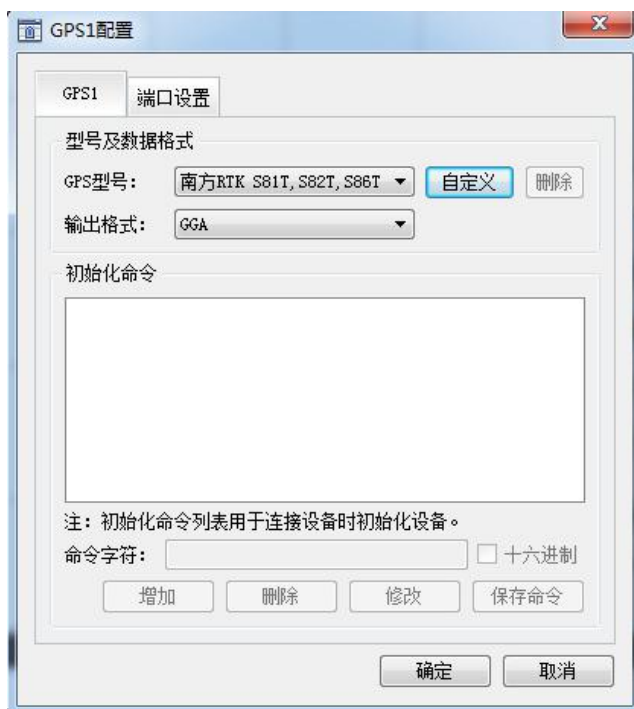 GPS1配置
GPS1 端口设置
型号及数据格式
GPS型号： 南方RTK S81T,S82T,S86T 自定义 删除
输出格式： GGA
初始化命令
注：初始化命令列表用于连接设备时初始化设备。
命令字符： 十六进制
增加 删除 修改 保存命令
确定 取消